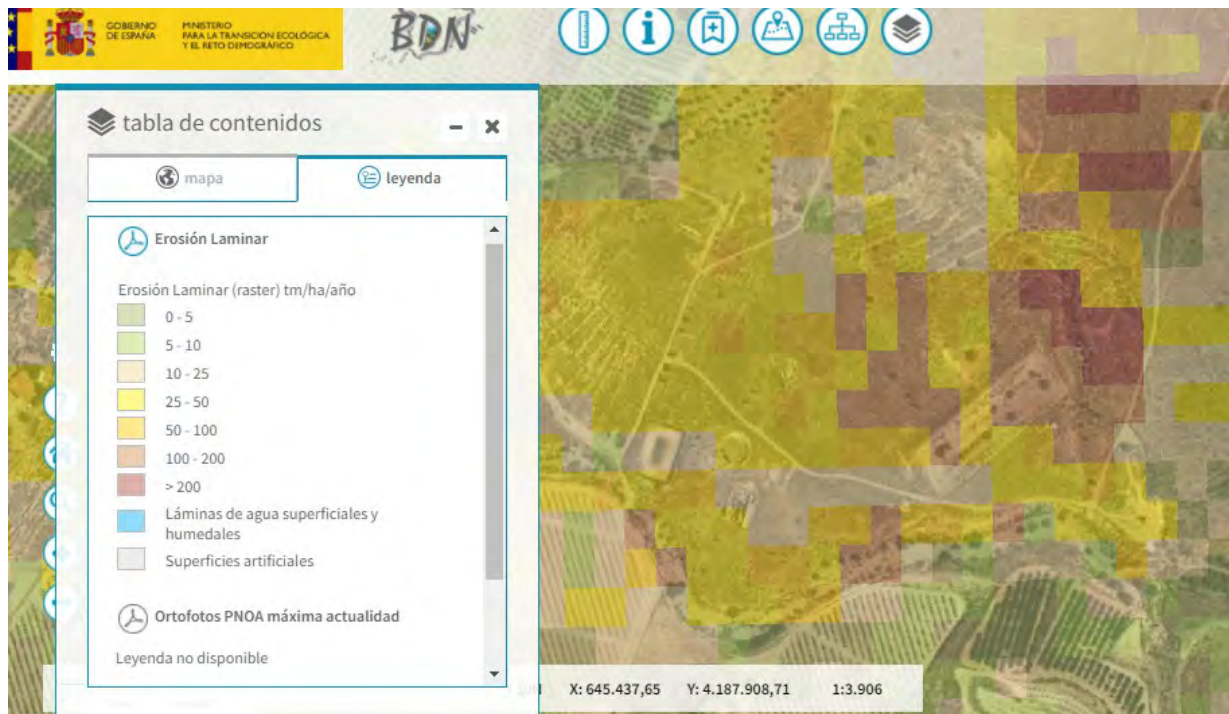 GOBIERNO
DE ESPAÑA
MINISTERIO
PARA LA TRANSICIÓN ECOLÓGICA
Y EL RETO DEMOGRÁFICO
BDN
tabla de contenidos
mapa
leyenda
Erosión Laminar
Erosión Laminar (raster) tm/ha/año
0 - 5
5 - 10
10 - 25
25 - 50
50 - 100
100 - 200
> 200
Láminas de agua superficiales y
humedales
Superficies artificiales
Ortofotos PNOA máxima actualidad
Leyenda no disponible
X: 645.437,65 Y: 4.187.908,71 1:3.906